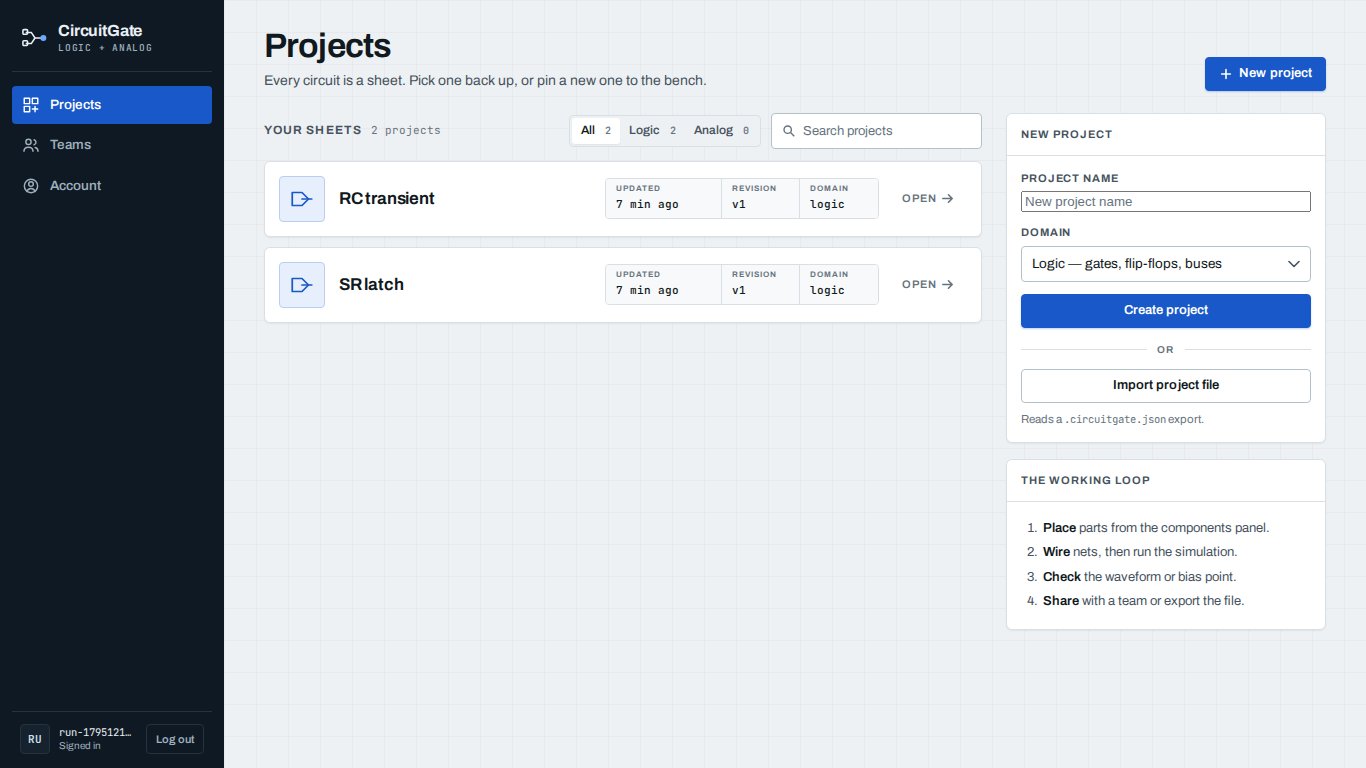 CircuitGate
LOGIC + ANALOG
Projects
Teams
Account
RU
run-1795121…
Signed in
Log out
Projects
Every circuit is a sheet. Pick one back up, or pin a new one to the bench.
+ New project
YOUR SHEETS 2 projects
All 2 Logic 2 Analog 0
Search projects
RC transient
UPDATED REVISION DOMAIN
7 min ago v1 logic
OPEN →
SR latch
UPDATED REVISION DOMAIN
7 min ago v1 logic
OPEN →
NEW PROJECT
PROJECT NAME
New project name
DOMAIN
Logic — gates, flip-flops, buses
Create project
OR
Import project file
Reads a .circuitgate.json export.
THE WORKING LOOP
1. Place parts from the components panel.
2. Wire nets, then run the simulation.
3. Check the waveform or bias point.
4. Share with a team or export the file.